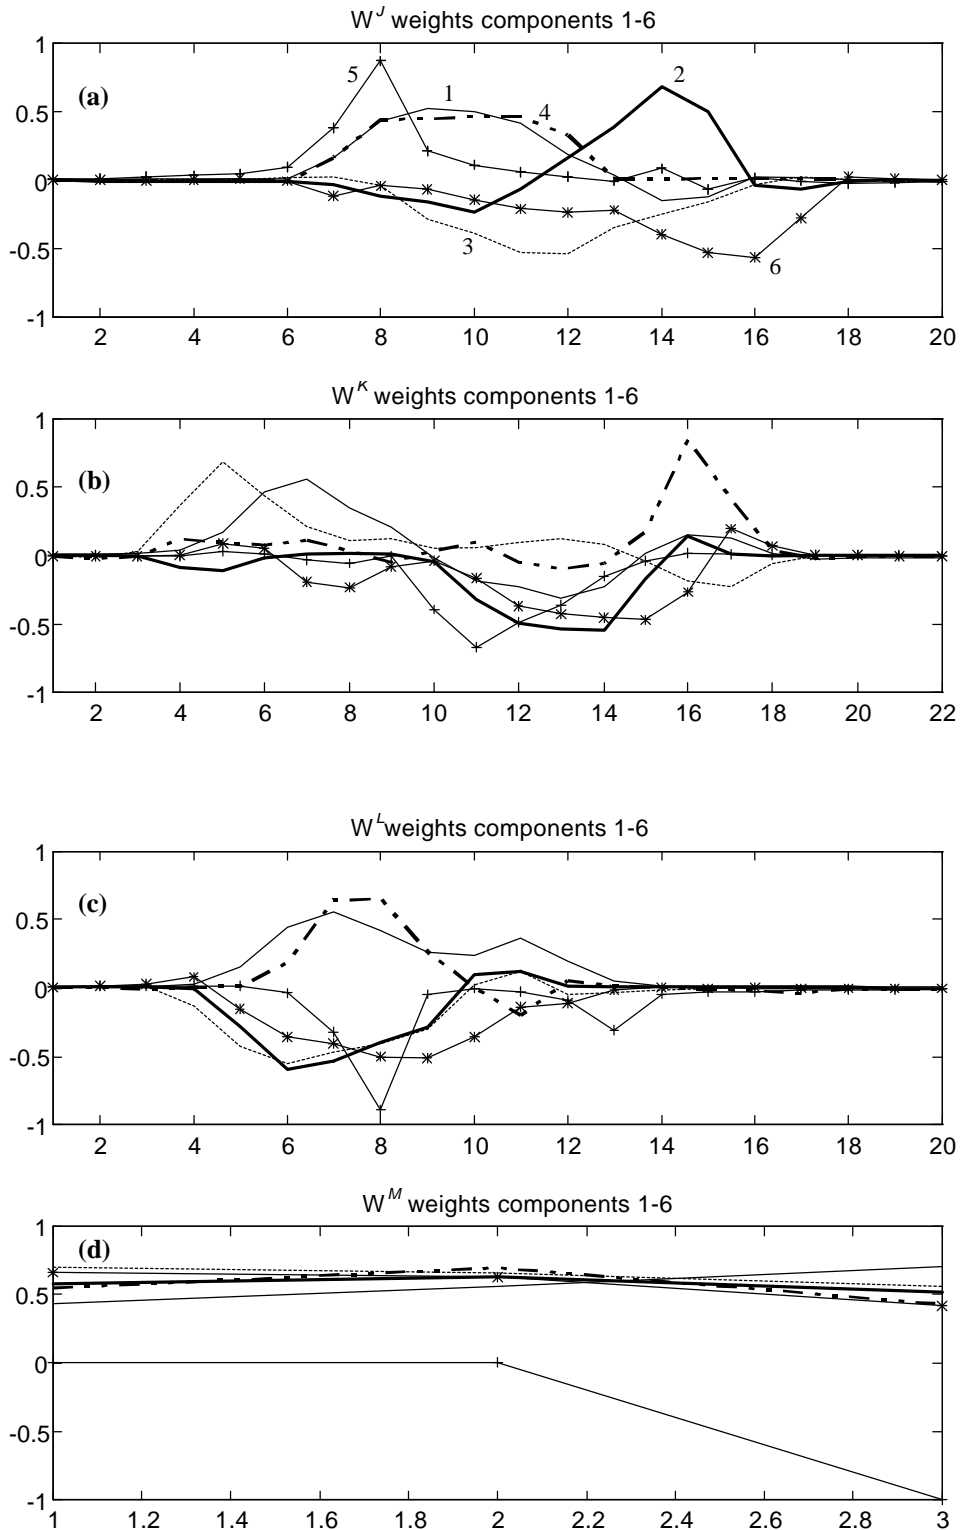 W^J weights components 1-6
1
(a)
5
1
2
4
0.5
0
3
6
-0.5
-1
2 4 6 8 10 12 14 16 18 20
W^K weights components 1-6
1
(b)
0.5
0
-0.5
-1
2 4 6 8 10 12 14 16 18 20 22
W^L weights components 1-6
1
(c)
0.5
0
-0.5
-1
2 4 6 8 10 12 14 16 18 20
W^M weights components 1-6
1
(d)
0.5
0
-0.5
-1
1 1.2 1.4 1.6 1.8 2 2.2 2.4 2.6 2.8 3